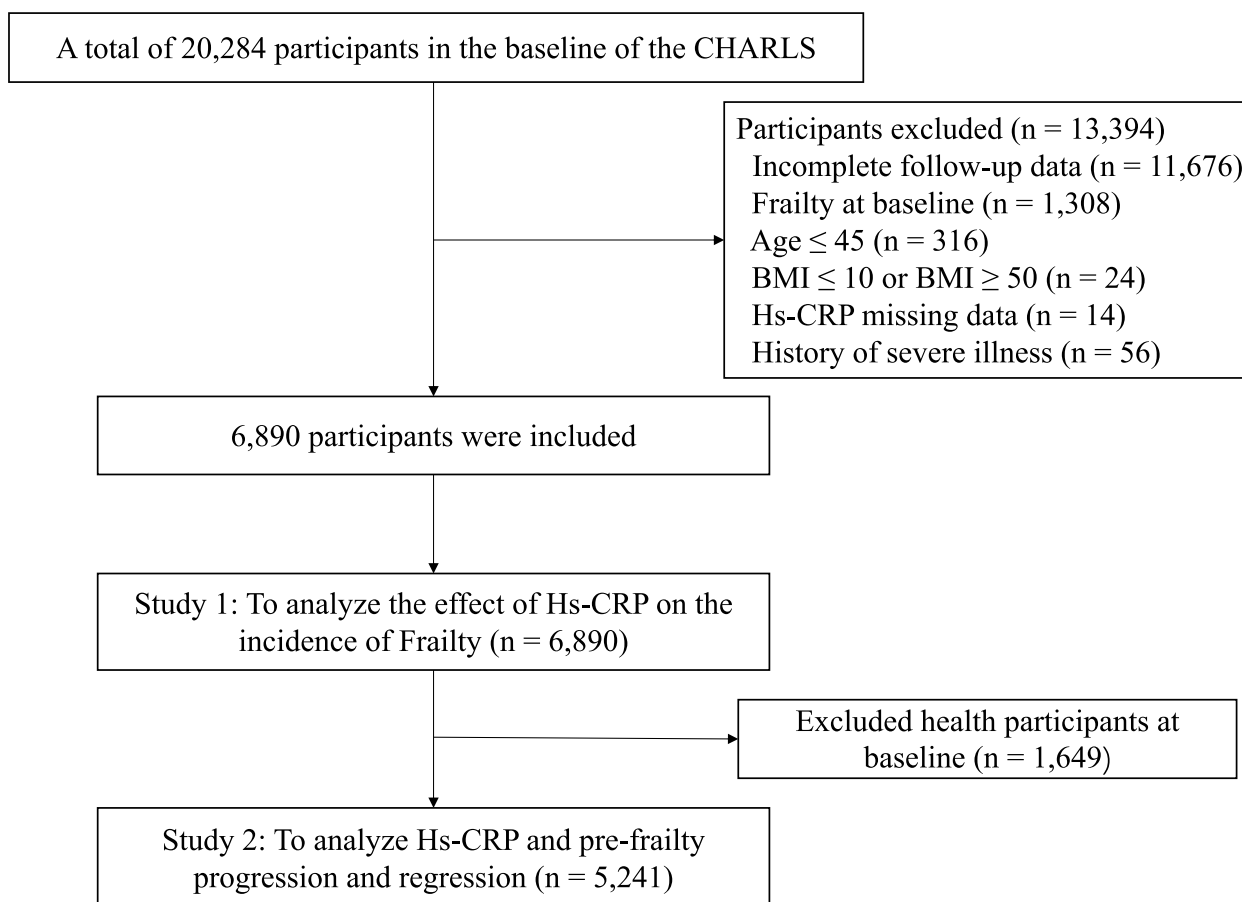 A total of 20,284 participants in the baseline of the CHARLS
Participants excluded (n = 13,394)
Incomplete follow-up data (n = 11,676)
Frailty at baseline (n = 1,308)
Age ≤ 45 (n = 316)
BMI ≤ 10 or BMI ≥ 50 (n = 24)
Hs-CRP missing data (n = 14)
History of severe illness (n = 56)
6,890 participants were included
Study 1: To analyze the effect of Hs-CRP on the
incidence of Frailty (n = 6,890)
Excluded health participants at
baseline (n = 1,649)
Study 2: To analyze Hs-CRP and pre-frailty
progression and regression (n = 5,241)